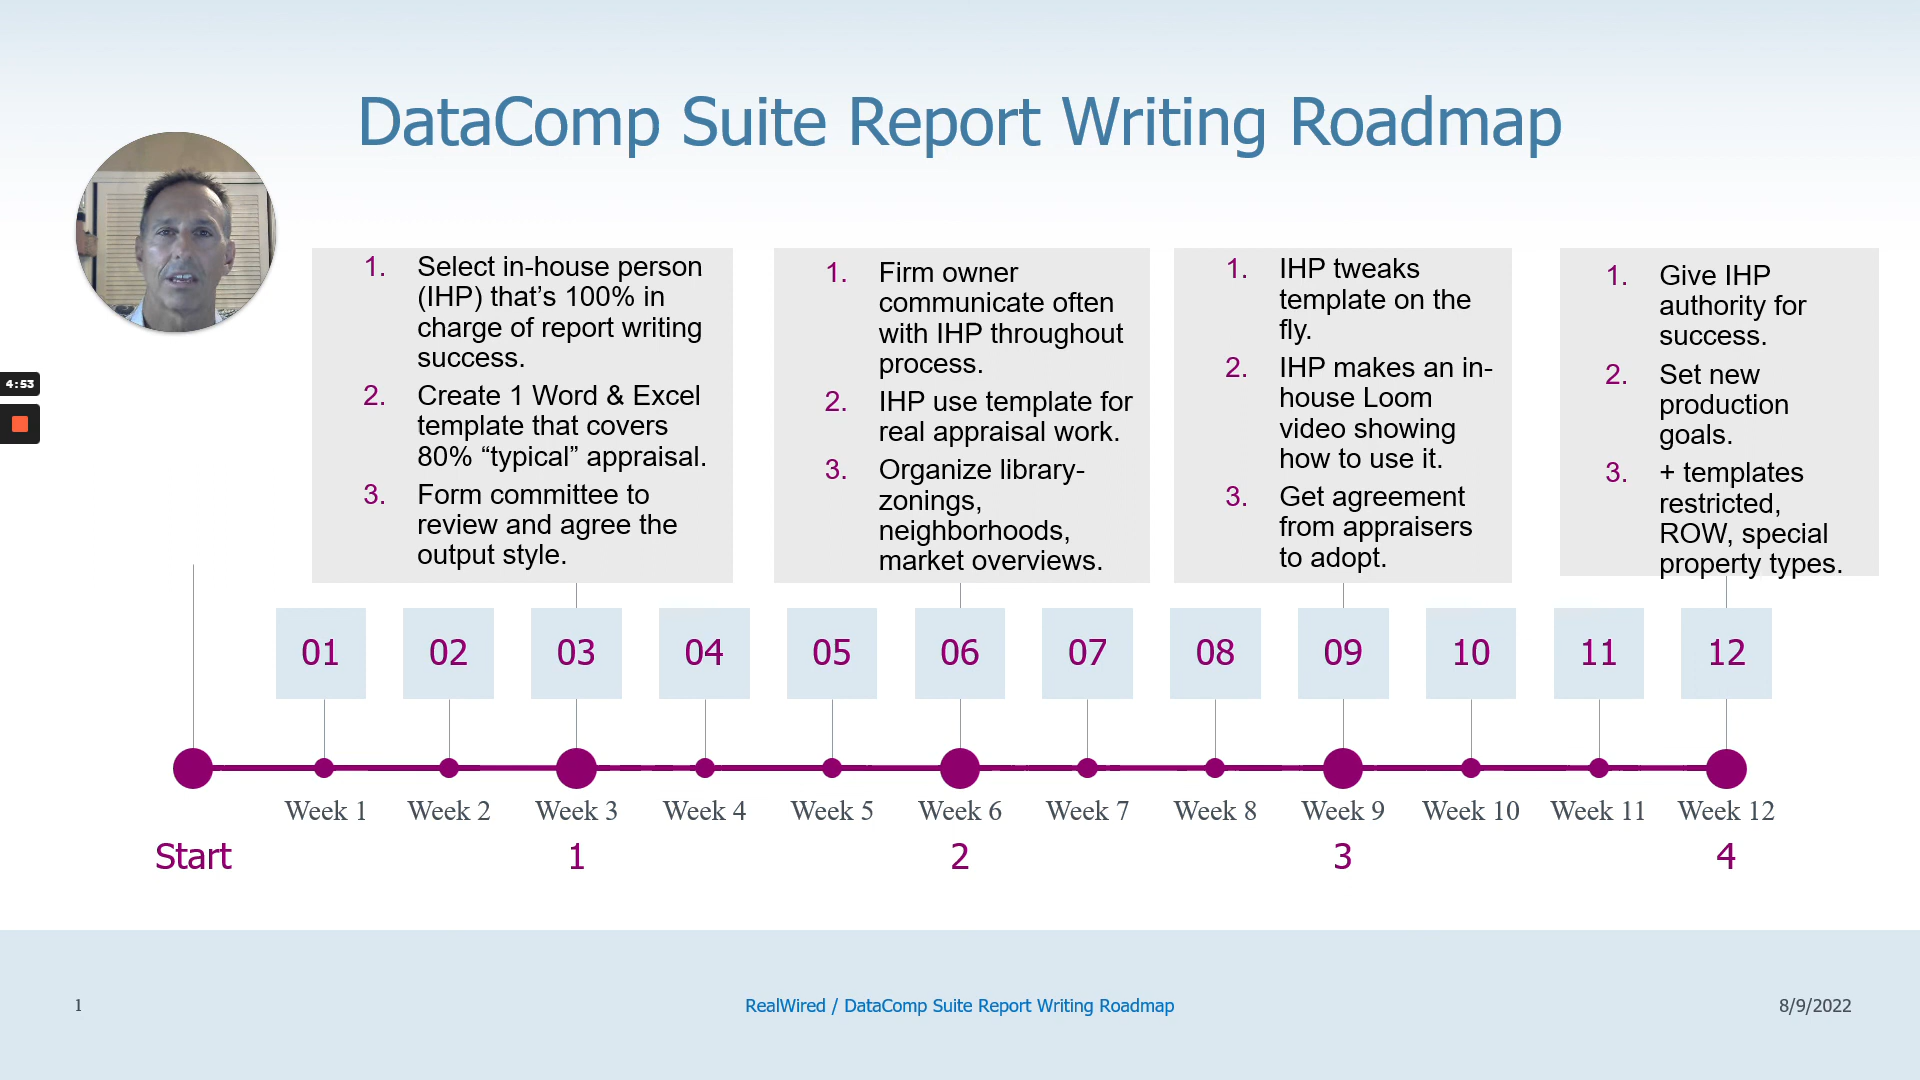 DataComp Suite Report Writing Roadmap
4:53
1. Select in-house person
(IHP) that’s 100% in
charge of report writing
success.
2. Create 1 Word & Excel
template that covers
80% “typical” appraisal.
3. Form committee to
review and agree the
output style.
1. Firm owner
communicate often
with IHP throughout
process.
2. IHP use template for
real appraisal work.
3. Organize library-
zonings,
neighborhoods,
market overviews.
1. IHP tweaks
template on the
fly.
2. IHP makes an in-
house Loom
video showing
how to use it.
3. Get agreement
from appraisers
to adopt.
1. Give IHP
authority for
success.
2. Set new
production
goals.
3. + templates
restricted,
ROW, special
property types.
01 02 03 04 05 06 07 08 09 10 11 12
Week 1 Week 2 Week 3 Week 4 Week 5 Week 6 Week 7 Week 8 Week 9 Week 10 Week 11 Week 12
Start 1 2 3 4
1 RealWired / DataComp Suite Report Writing Roadmap 8/9/2022